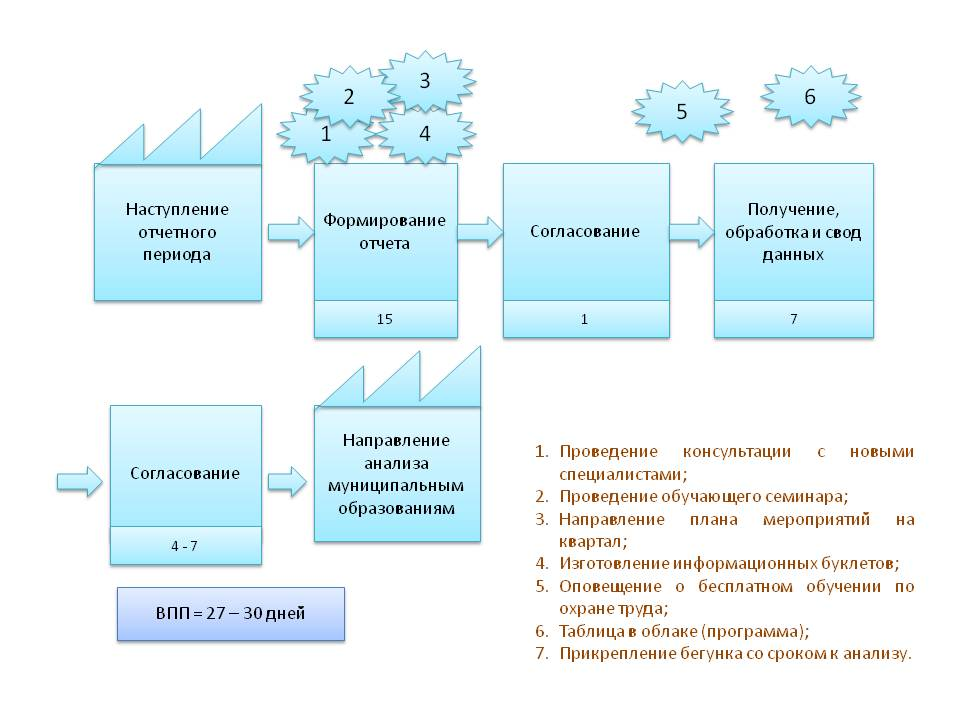 2
3
1
4
5
6
Наступление
отчетного
периода
Формирование
отчета
15
Согласование
1
Получение,
обработка и свод
данных
7
Согласование
4 - 7
Направление
анализа
муниципальным
образованиям
ВПП = 27 – 30 дней
1. Проведение консультации с новыми
специалистами;
2. Проведение обучающего семинара;
3. Направление плана мероприятий на
квартал;
4. Изготовление информационных буклетов;
5. Оповещение о бесплатном обучении по
охране труда;
6. Таблица в облаке (программа);
7. Прикрепление бегунка со сроком к анализу.